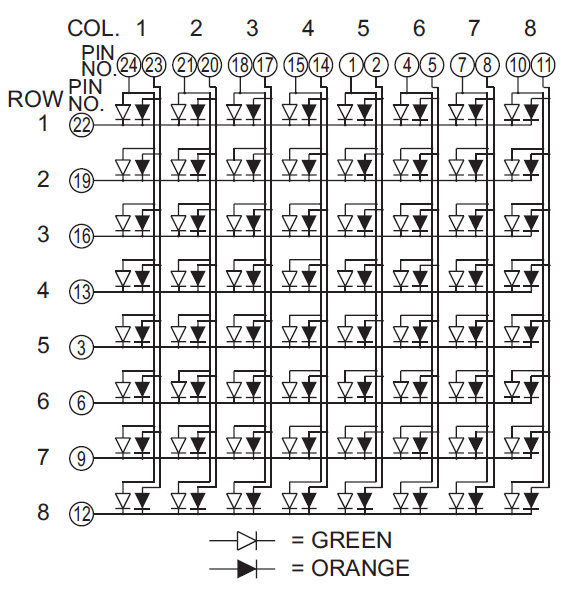 COL. 1 2 3 4 5 6 7 8
PIN
NO. 24 23 21 20 18 17 15 14 1 2 4 5 7 8 10 11
ROW PIN
NO.
1 22
2 19
3 16
4 13
5 3
6 6
7 9
8 12
= GREEN
= ORANGE